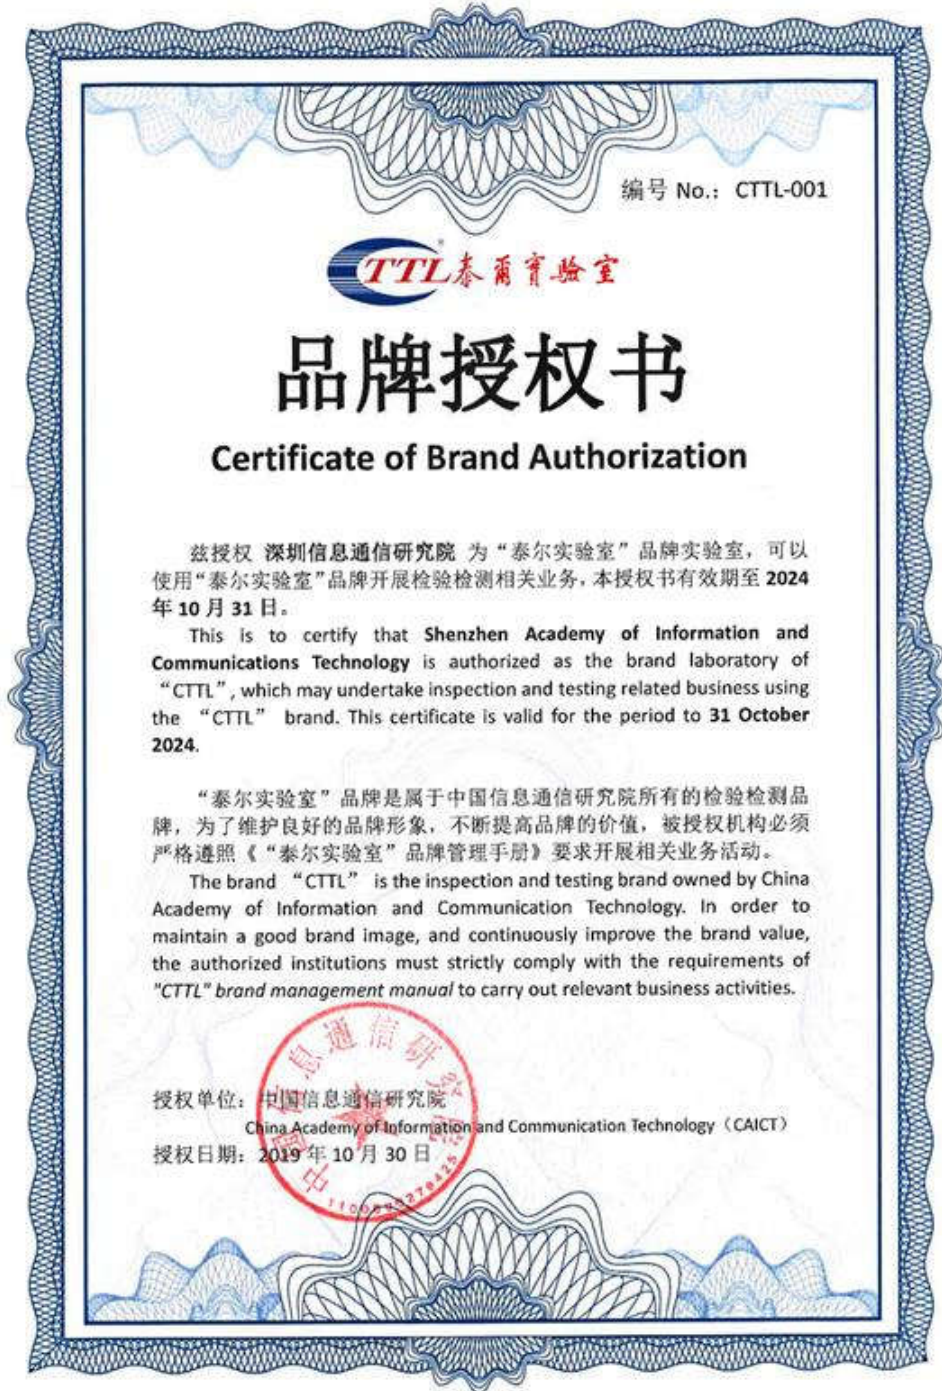 编号 No.: CTTL-001
CTTL®泰爾實驗室
品牌授权书
Certificate of Brand Authorization
兹授权 深圳信息通信研究院 为“泰尔实验室”品牌实验室，可以
使用“泰尔实验室”品牌开展检验检测相关业务，本授权书有效期至 2024
年 10 月 31 日。
This is to certify that Shenzhen Academy of Information and
Communications Technology is authorized as the brand laboratory of
“CTTL”, which may undertake inspection and testing related business using
the “CTTL” brand. This certificate is valid for the period to 31 October
2024.
“泰尔实验室”品牌是属于中国信息通信研究院所有的检验检测品
牌，为了维护良好的品牌形象，不断提高品牌的价值，被授权机构必须
严格遵照《“泰尔实验室”品牌管理手册》要求开展相关业务活动。
The brand “CTTL” is the inspection and testing brand owned by China
Academy of Information and Communication Technology. In order to
maintain a good brand image, and continuously improve the brand value,
the authorized institutions must strictly comply with the requirements of
"CTTL" brand management manual to carry out relevant business activities.
授权单位：中国信息通信研究院
China Academy of Information and Communication Technology（CAICT）
授权日期：2019 年 10 月 30 日
中国信息通信研究院